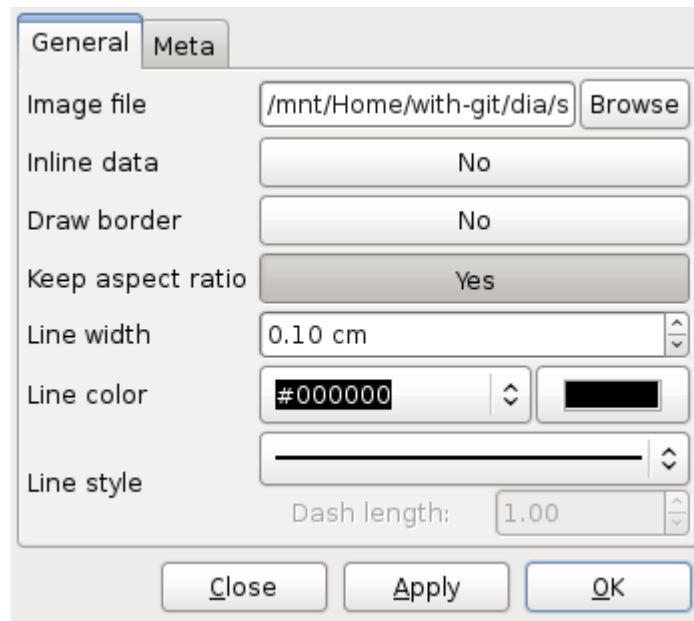 General Meta
Image file /mnt/Home/with-git/dia/s Browse
Inline data No
Draw border No
Keep aspect ratio Yes
Line width 0.10 cm
Line color #000000
Line style
Dash length: 1.00
Close Apply OK